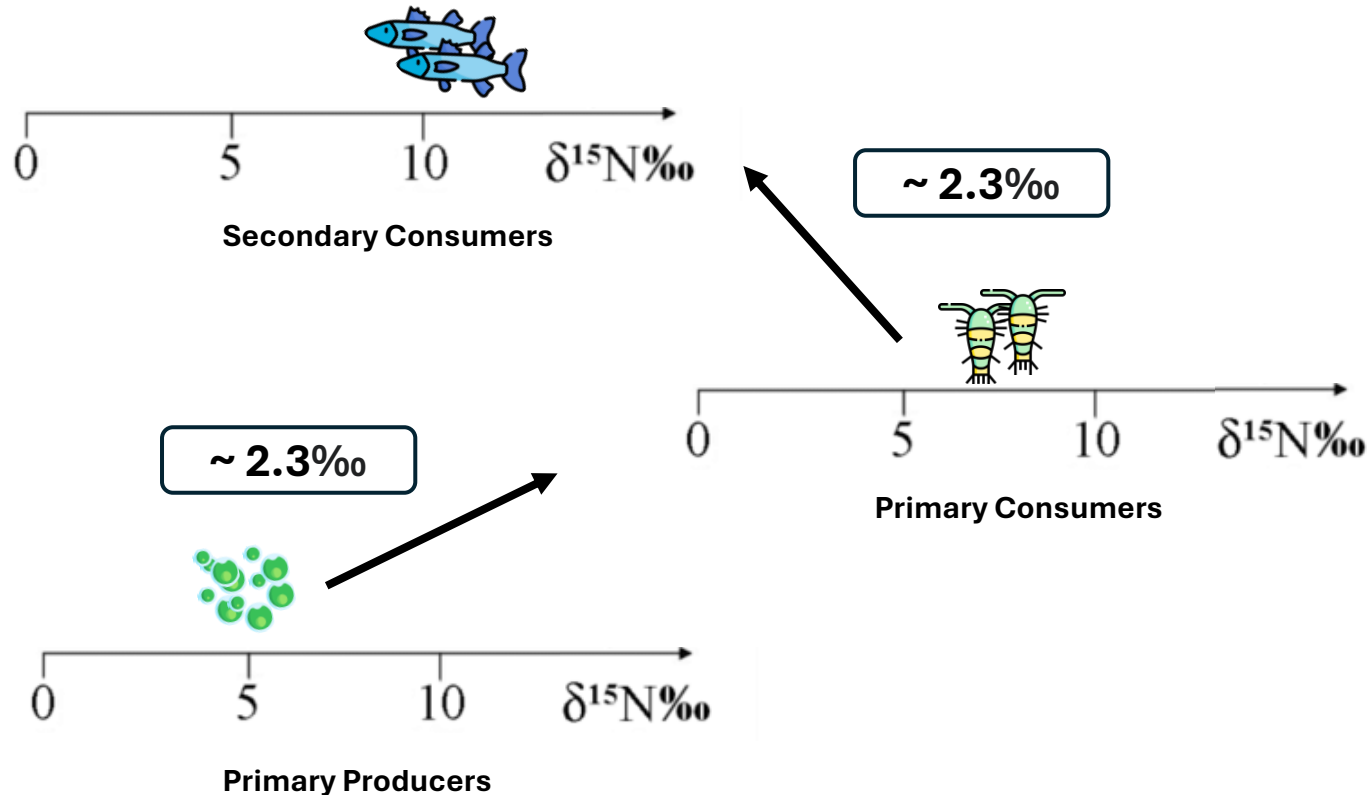 0 5 10 δ¹⁵N‰
Secondary Consumers
~ 2.3‰
0 5 10 δ¹⁵N‰
Primary Consumers
~ 2.3‰
0 5 10 δ¹⁵N‰
Primary Producers